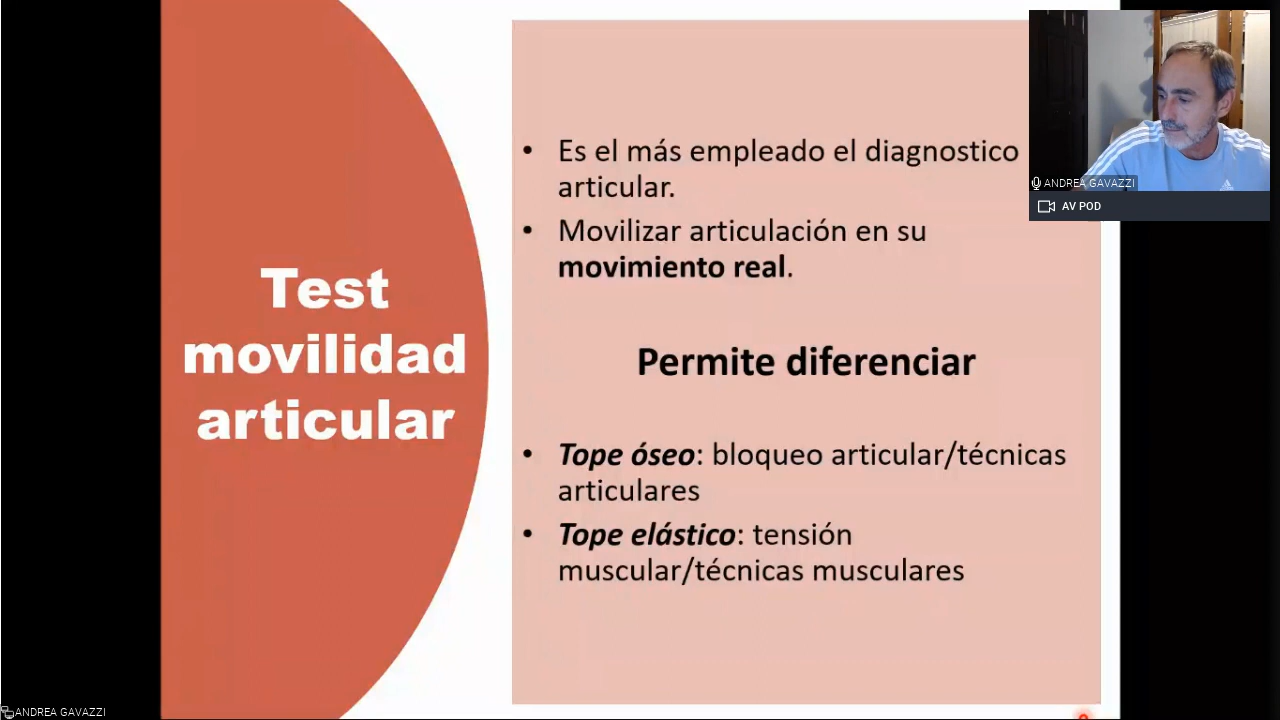 Test
movilidad
articular
• Es el más empleado el diagnostico
articular.
• Movilizar articulación en su
movimiento real.
Permite diferenciar
• Tope óseo: bloqueo articular/técnicas
articulares
• Tope elástico: tensión
muscular/técnicas musculares
ANDREA GAVAZZI
AV POD
ANDREA GAVAZZI